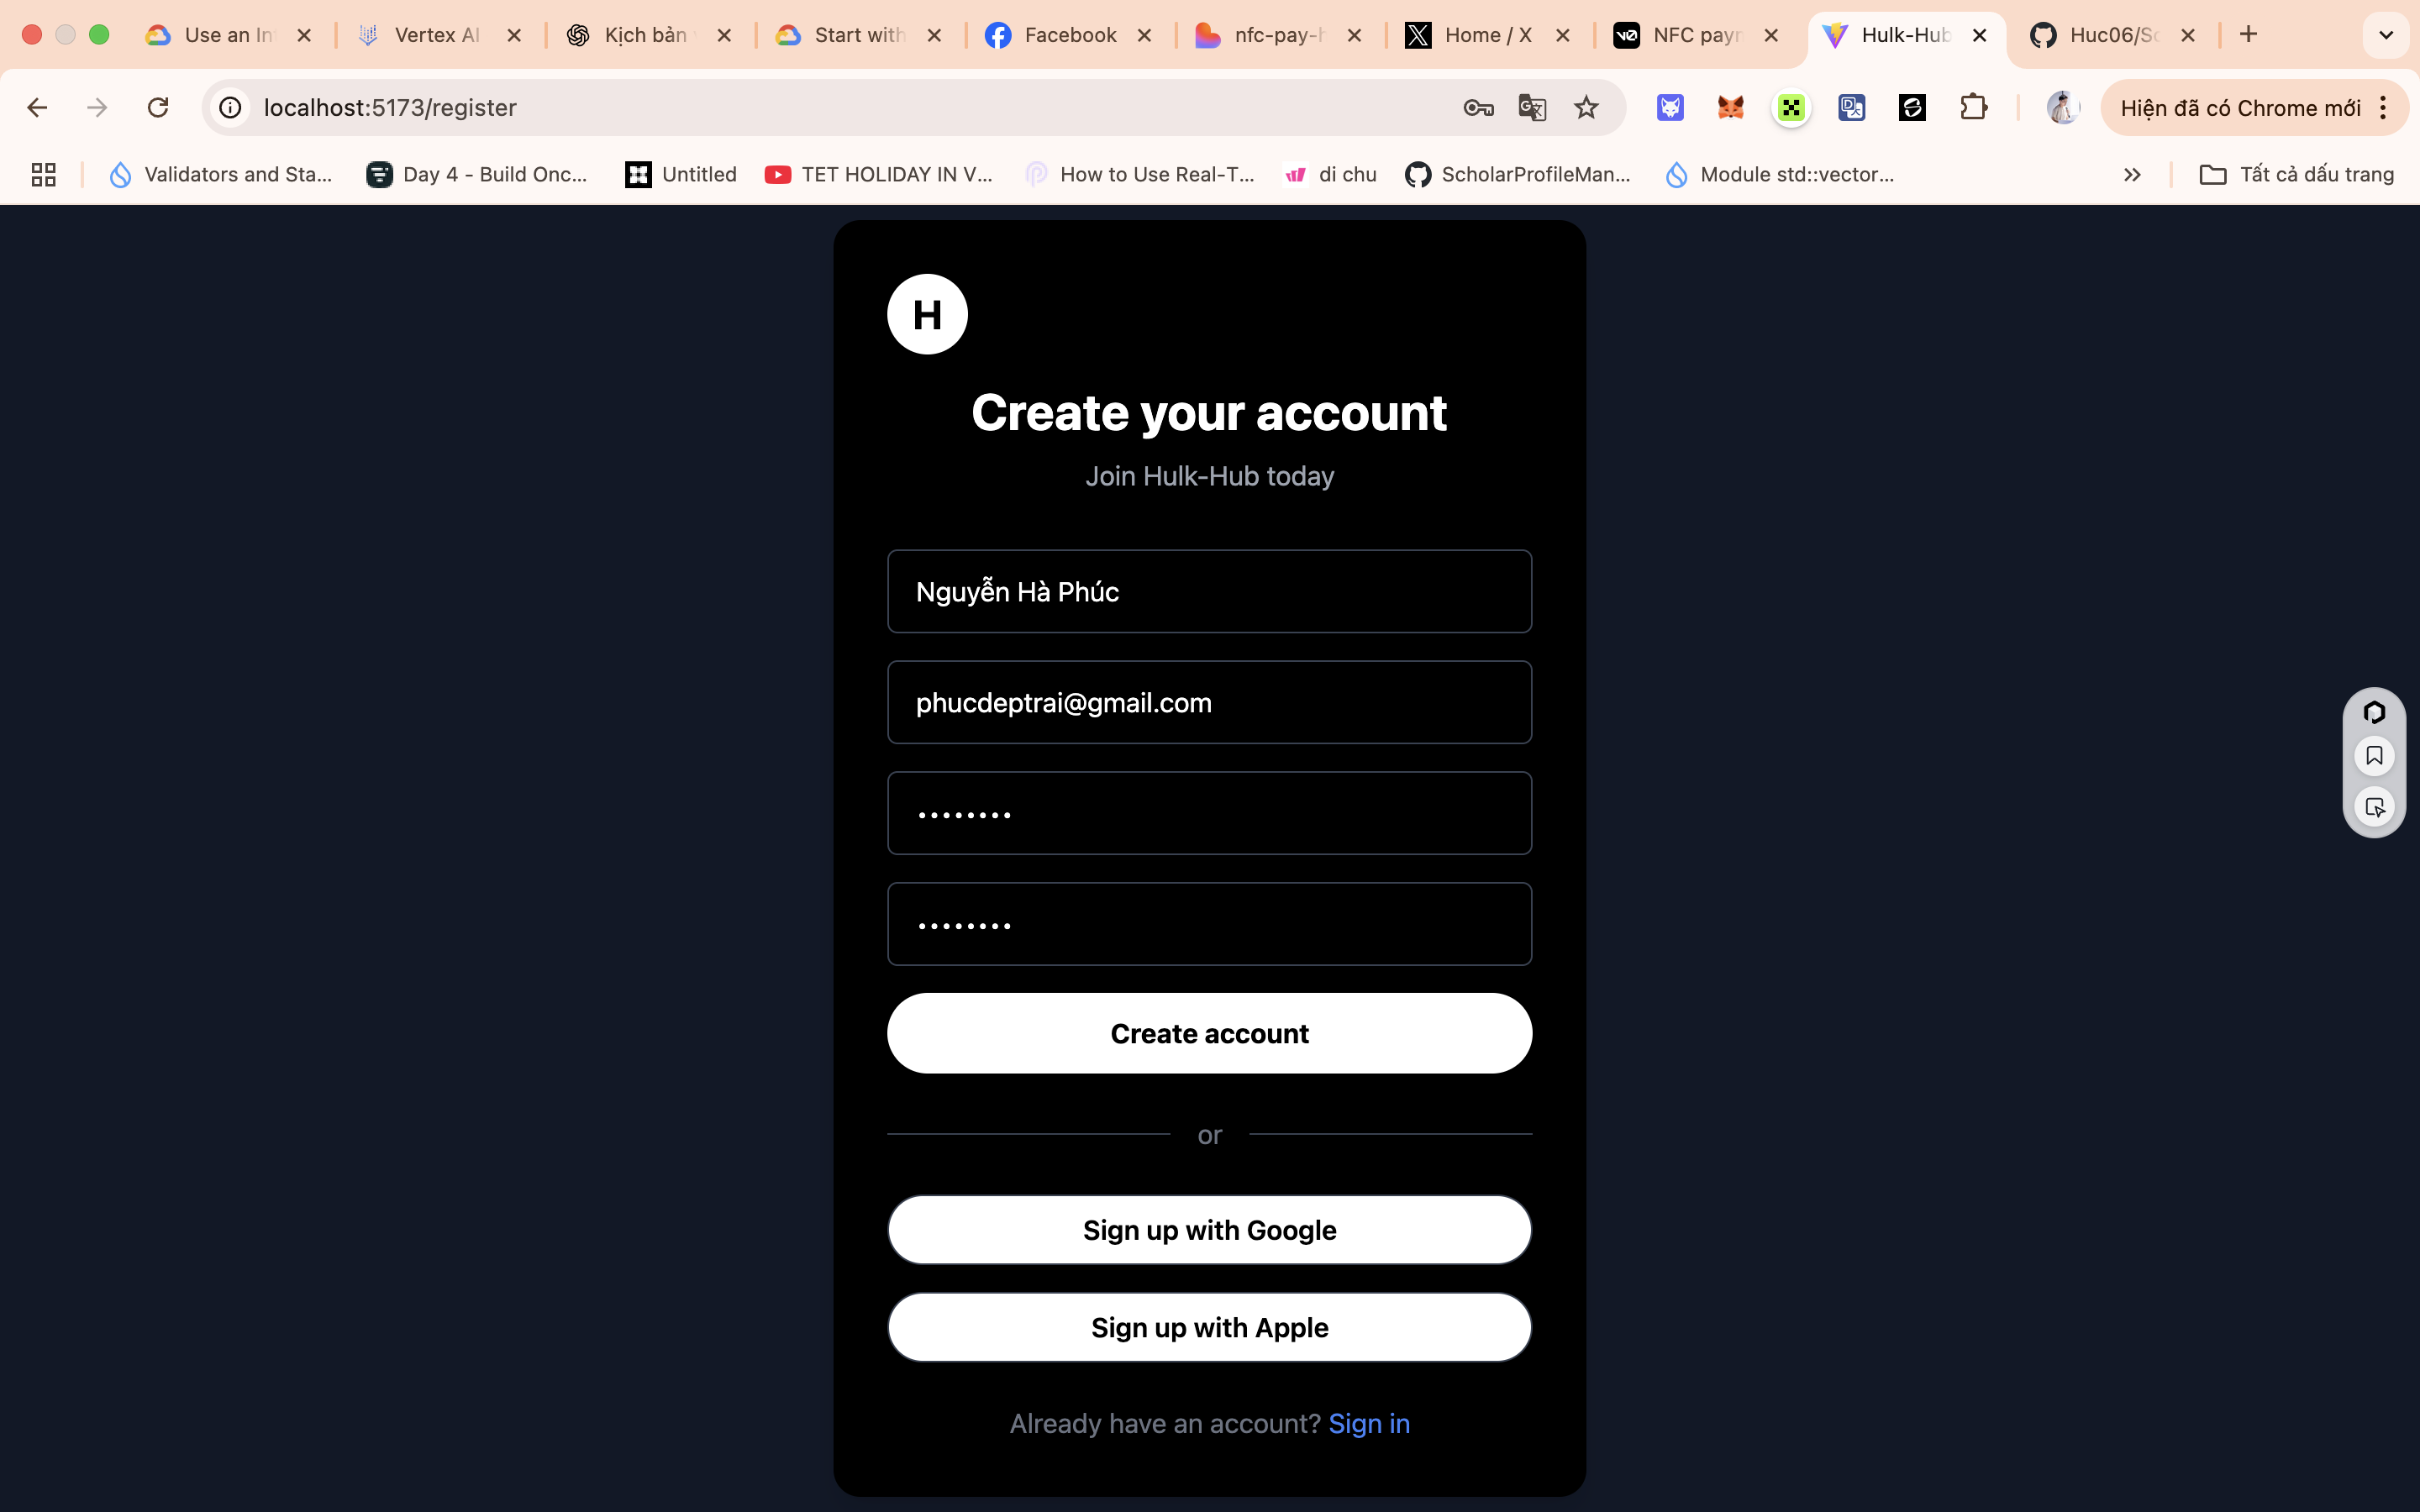 Use an In
Vertex AI
Kịch bản
Start with
Facebook
nfc-pay-h
Home / X
NFC payr
Hulk-Hub
Huc06/Sc
localhost:5173/register
Hiện đã có Chrome mới
Validators and Sta...
Day 4 - Build Onc...
Untitled
TET HOLIDAY IN V...
How to Use Real-T...
di chu
ScholarProfileMan...
Module std::vector...
Tất cả dấu trang
H
Create your account
Join Hulk-Hub today
Nguyễn Hà Phúc
phucdeptrai@gmail.com
••••••••
••••••••
Create account
or
Sign up with Google
Sign up with Apple
Already have an account? Sign in